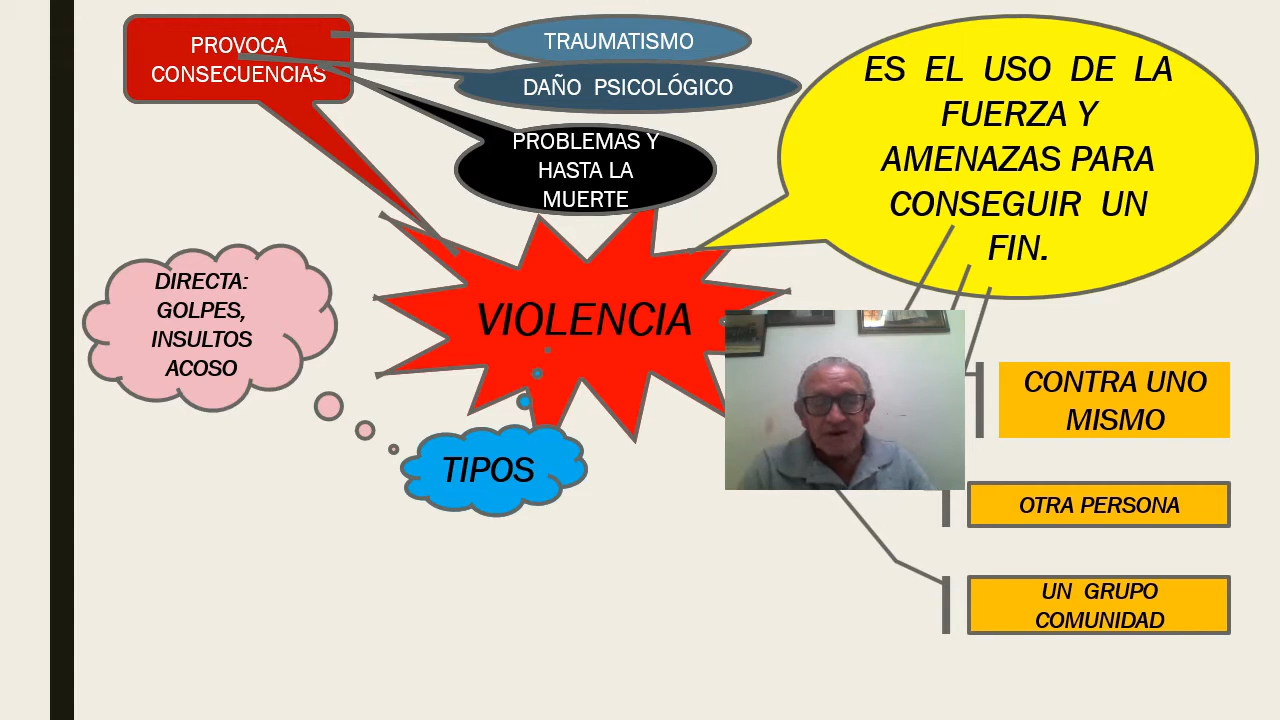 PROVOCA
CONSECUENCIAS
TRAUMATISMO
DAÑO PSICOLÓGICO
PROBLEMAS Y
HASTA LA
MUERTE
ES EL USO DE LA
FUERZA Y
AMENAZAS PARA
CONSEGUIR UN
FIN.
DIRECTA:
GOLPES,
INSULTOS
ACOSO
VIOLENCIA
TIPOS
CONTRA UNO
MISMO
OTRA PERSONA
UN GRUPO
COMUNIDAD